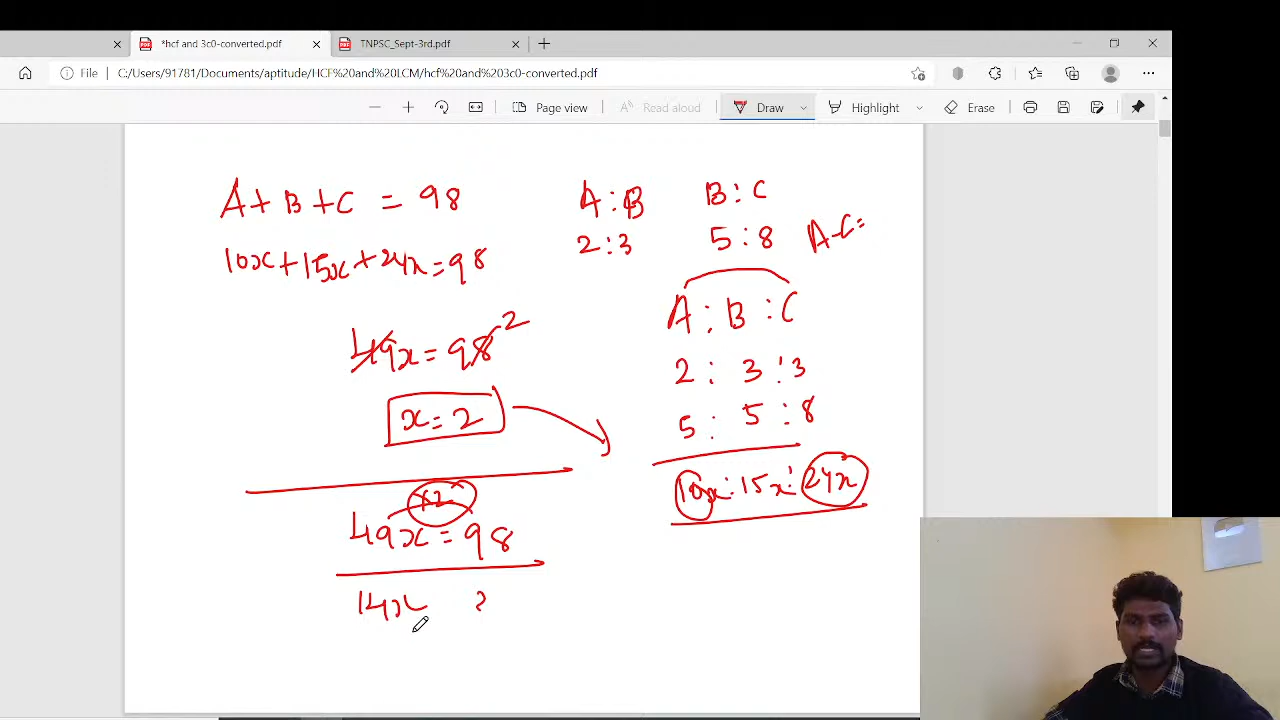 *hcf and 3c0-converted.pdf
TNPSC_Sept-3rd.pdf
File C:/Users/91781/Documents/aptitude/HCF%20and%20LCM/hcf%20and%203c0-converted.pdf
Page view Read aloud Draw Highlight Erase
A+B+C = 98
10x+15x+24x=98
49x = 98 2
x = 2
×2
49x = 98
14x ?
A : B B : C
2 : 3 5 : 8 A-C=
A : B : C
2 : 3 : 3
5 : 5 : 8
10x : 15x : 24x